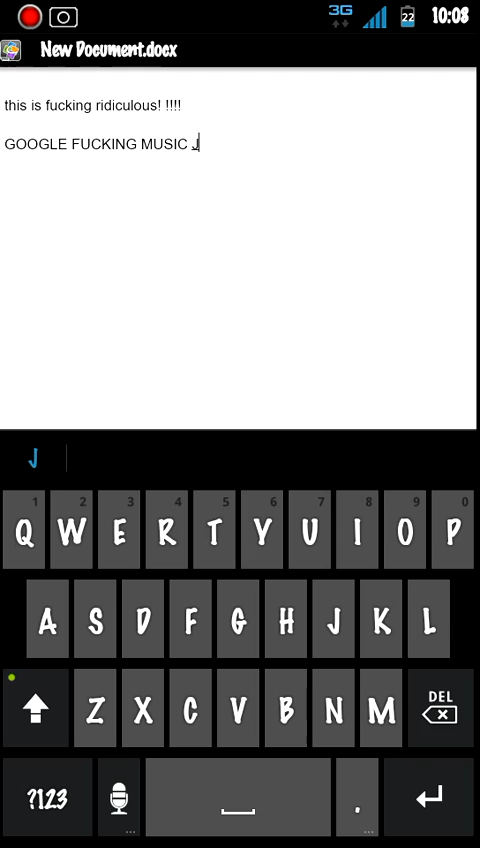 3G 22 10:08
New Document.docx
this is fucking ridiculous! !!!!
GOOGLE FUCKING MUSIC J
J
1 2 3 4 5 6 7 8 9 0
Q W E R T Y U I O P
A S D F G H J K L
Z X C V B N M DEL
?123 ... . ...